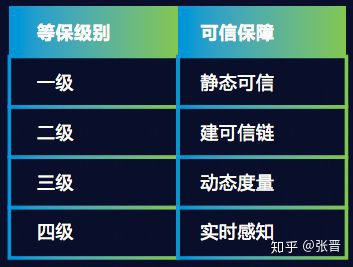 等保级别 可信保障
一级 静态可信
二级 建可信链
三级 动态度量
四级 实时感知
知乎 @张晋